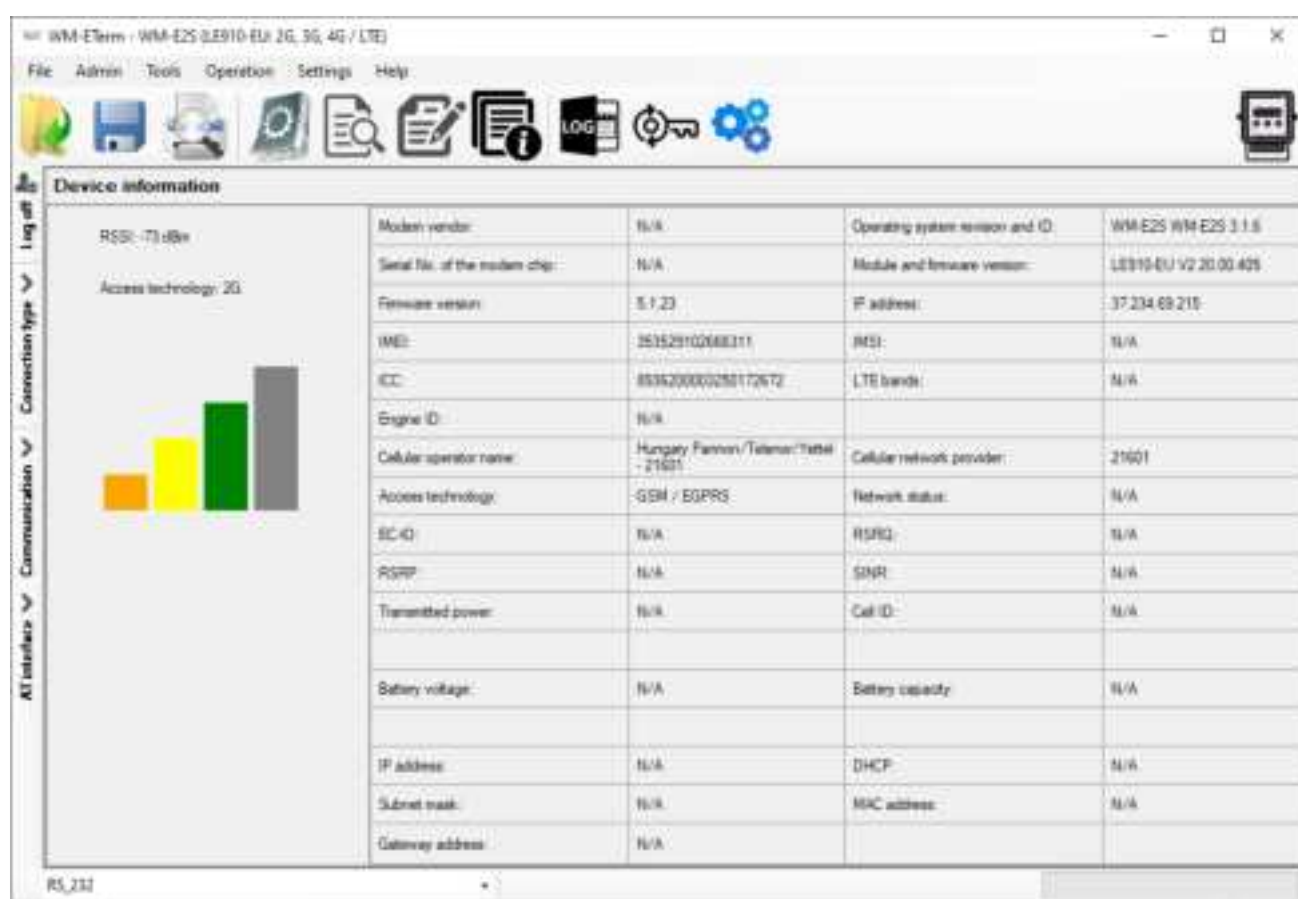 WM-ETerm - WM-E2S (LE910-EU: 2G, 3G, 4G / LTE)
File Admin Tools Operation Settings Help
LOG
Device information
Log off
Connection type
Communication
AT interface
RSSI: -73 dBm
Access technology: 2G
Modem vendor: N/A Operating system revision and ID: WM-E2S WM-E2S 3.1.6
Serial No. of the modem chip: N/A Module and firmware version: LE910-EU V2 20.00.405
Firmware version: 5.1.23 IP address: 37.234.69.215
IMEI: IMSI: N/A
ICC: LTE bands: N/A
Engine ID: N/A
Cellular operator name: Hungary Pannon/Telenor/Yettel
- 21601 Cellular network provider: 21601
Access technology: GSM / EGPRS Network status: N/A
N/A RSRQ: N/A
RSRP: N/A SINR: N/A
Transmitted power: N/A Cell ID: N/A
Battery voltage: N/A Battery capacity: N/A
IP address: N/A DHCP: N/A
Subnet mask: N/A MAC address: N/A
Gateway address: N/A
RS_232